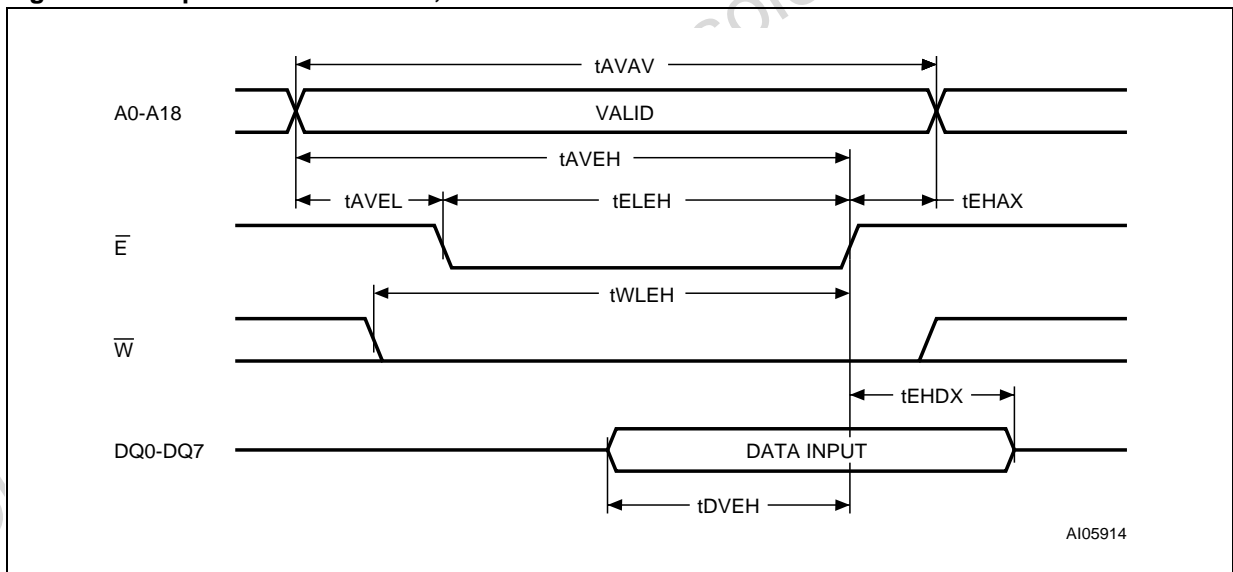 tAVAV
A0-A18
VALID
tAVEH
tAVEL
tELEH
tEHAX
E
tWLEH
W
tEHDX
DQ0-DQ7
DATA INPUT
tDVEH
AI05914